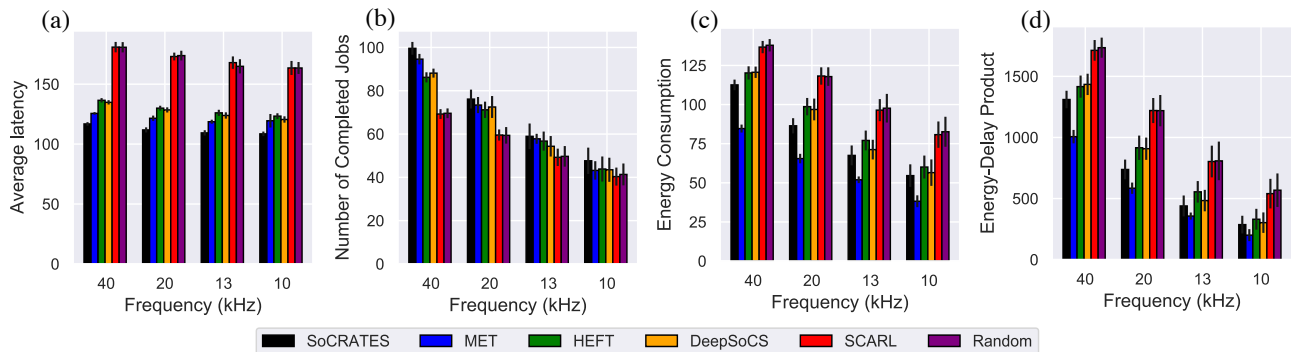 (a)
Average latency
150
100
50
0
40 20 13 10
Frequency (kHz)
(b)
Number of Completed Jobs
100
80
60
40
20
0
40 20 13 10
Frequency (kHz)
(c)
Energy Consumption
125
100
75
50
25
0
40 20 13 10
Frequency (kHz)
(d)
Energy-Delay Product
1500
1000
500
0
40 20 13 10
Frequency (kHz)
SoCRATES MET HEFT DeepSoCS SCARL Random